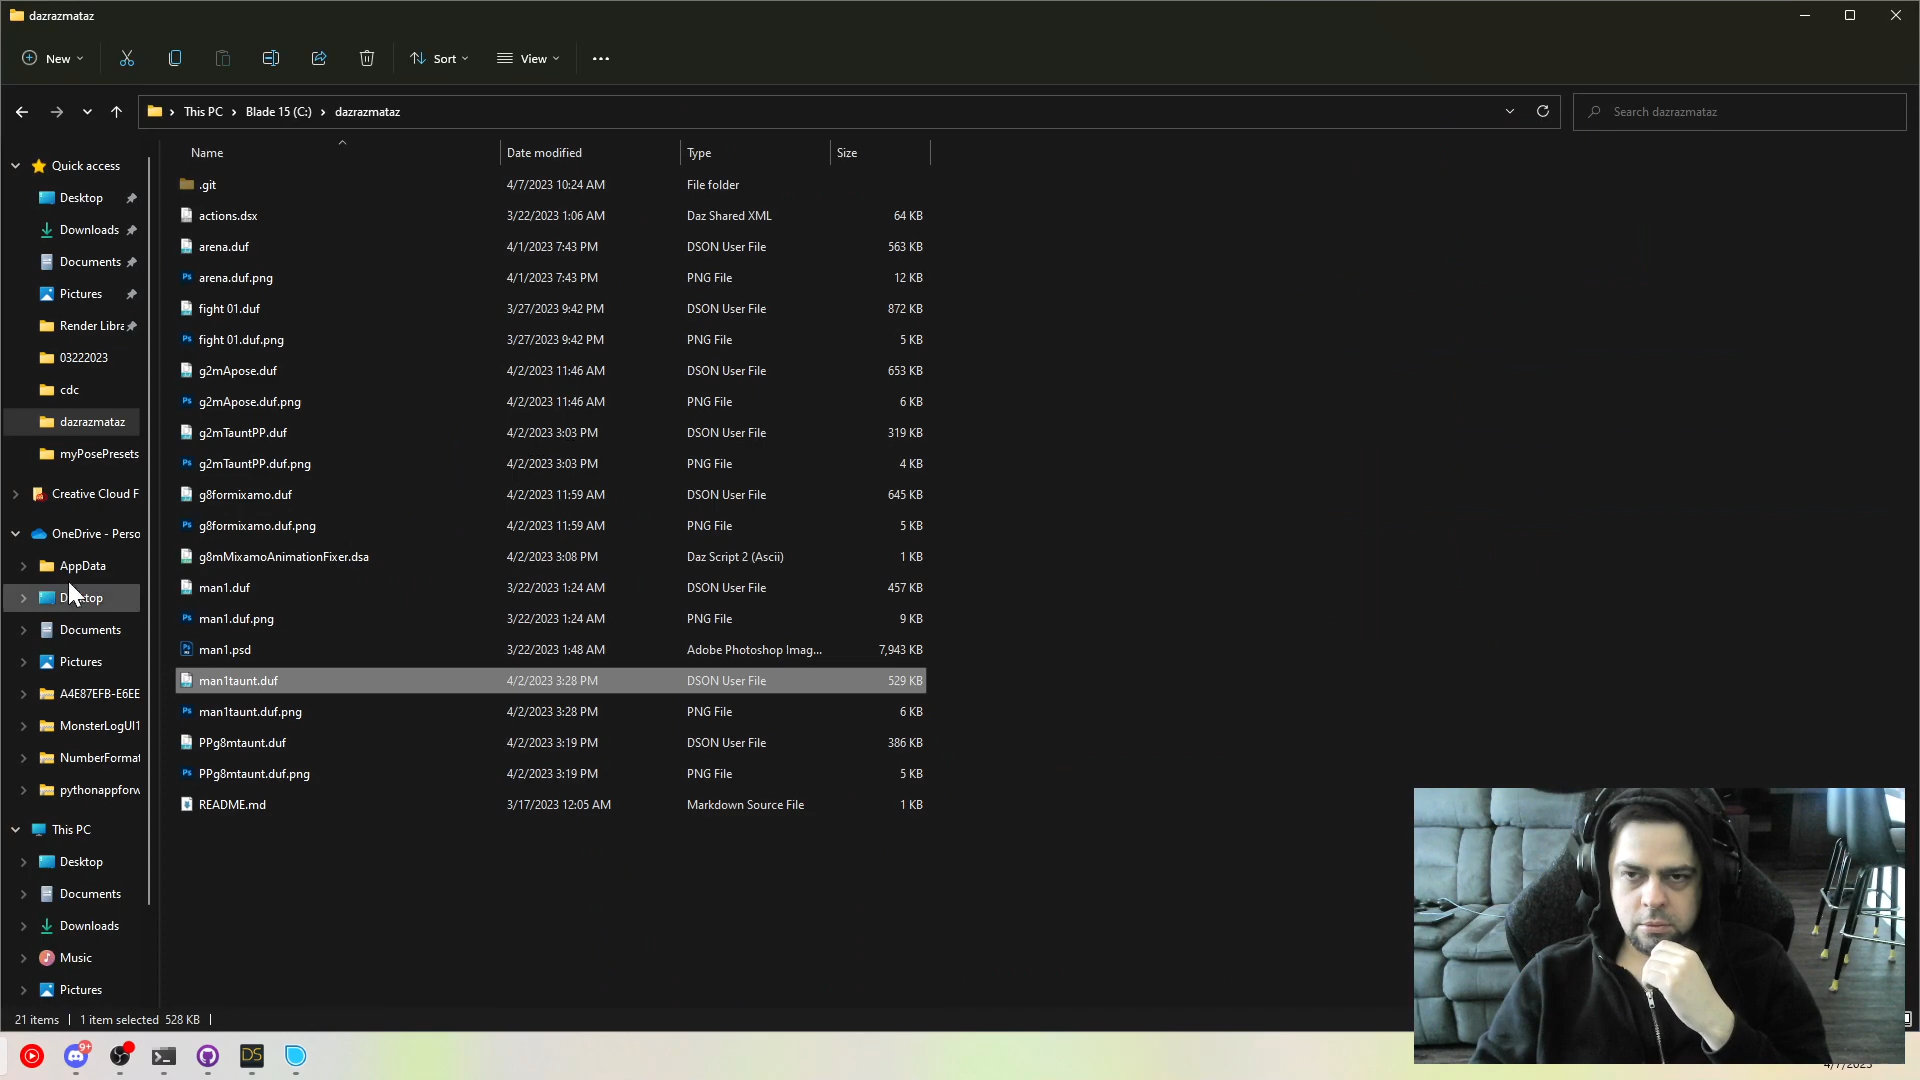 dazrazmataz
New
Sort
View
This PC
Blade 15 (C:)
dazrazmataz
Search dazrazmataz
Name
Date modified
Type
Size
Quick access
Desktop
Downloads
Documents
Pictures
Render Libra
03222023
cdc
dazrazmataz
myPosePresets
Creative Cloud F
OneDrive - Perso
AppData
Desktop
Documents
Pictures
A4E87EFB-E6EE
MonsterLogUI1
NumberFormat
pythonappforw
This PC
Desktop
Documents
Downloads
Music
Pictures
.git 4/7/2023 10:24 AM File folder
actions.dsx 3/22/2023 1:06 AM Daz Shared XML 64 KB
arena.duf 4/1/2023 7:43 PM DSON User File 563 KB
arena.duf.png 4/1/2023 7:43 PM PNG File 12 KB
fight 01.duf 3/27/2023 9:42 PM DSON User File 872 KB
fight 01.duf.png 3/27/2023 9:42 PM PNG File 5 KB
g2mApose.duf 4/2/2023 11:46 AM DSON User File 653 KB
g2mApose.duf.png 4/2/2023 11:46 AM PNG File 6 KB
g2mTauntPP.duf 4/2/2023 3:03 PM DSON User File 319 KB
g2mTauntPP.duf.png 4/2/2023 3:03 PM PNG File 4 KB
g8formixamo.duf 4/2/2023 11:59 AM DSON User File 645 KB
g8formixamo.duf.png 4/2/2023 11:59 AM PNG File 5 KB
g8mMixamoAnimationFixer.dsa 4/2/2023 3:08 PM Daz Script 2 (Ascii) 1 KB
man1.duf 3/22/2023 1:24 AM DSON User File 457 KB
man1.duf.png 3/22/2023 1:24 AM PNG File 9 KB
man1.psd 3/22/2023 1:48 AM Adobe Photoshop Imag... 7,943 KB
man1taunt.duf 4/2/2023 3:28 PM DSON User File 529 KB
man1taunt.duf.png 4/2/2023 3:28 PM PNG File 6 KB
PPg8mtaunt.duf 4/2/2023 3:19 PM DSON User File 386 KB
PPg8mtaunt.duf.png 4/2/2023 3:19 PM PNG File 5 KB
README.md 3/17/2023 12:05 AM Markdown Source File 1 KB
21 items
1 item selected 528 KB
9+
DS
4/7/2023